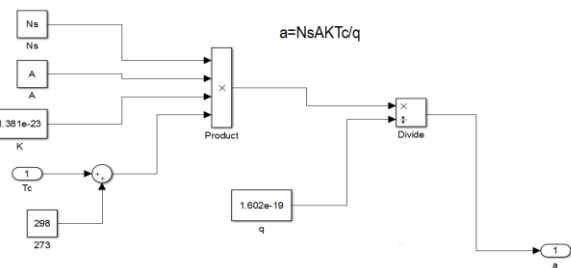 Ns
Ns
a=NsAKTc/q
A
A
×
Product
1.381e-23
K
1
Tc
+
+
298
273
×
÷
Divide
1.602e-19
q
1
a